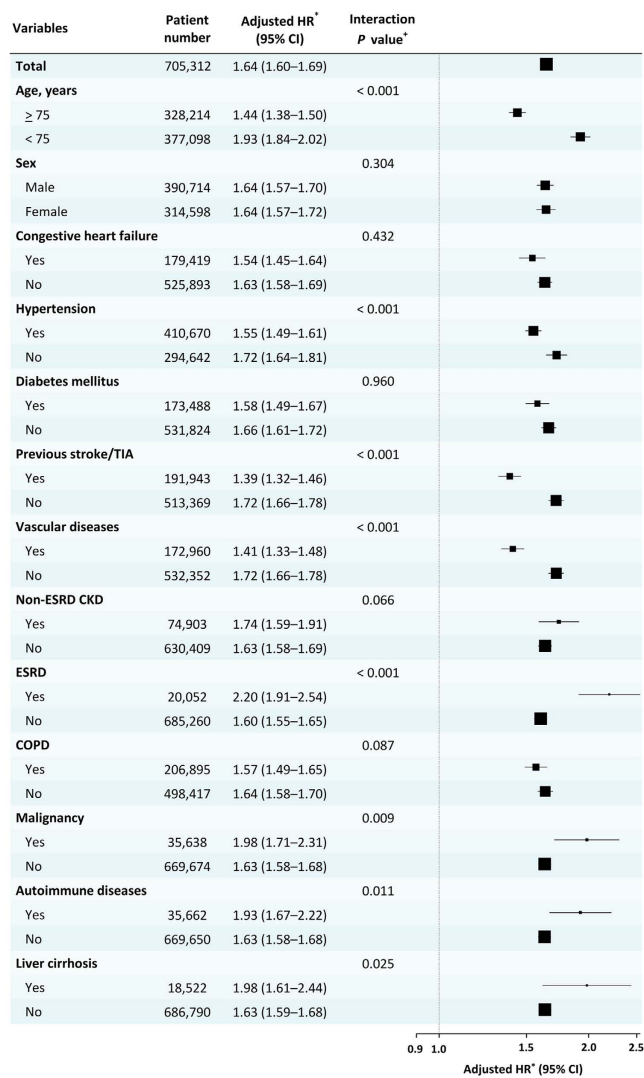 Variables Patient number Adjusted HR* (95% CI) Interaction P value+
Total 705,312 1.64 (1.60–1.69)
Age, years < 0.001
≥ 75 328,214 1.44 (1.38–1.50)
< 75 377,098 1.93 (1.84–2.02)
Sex 0.304
Male 390,714 1.64 (1.57–1.70)
Female 314,598 1.64 (1.57–1.72)
Congestive heart failure 0.432
Yes 179,419 1.54 (1.45–1.64)
No 525,893 1.63 (1.58–1.69)
Hypertension < 0.001
Yes 410,670 1.55 (1.49–1.61)
No 294,642 1.72 (1.64–1.81)
Diabetes mellitus 0.960
Yes 173,488 1.58 (1.49–1.67)
No 531,824 1.66 (1.61–1.72)
Previous stroke/TIA < 0.001
Yes 191,943 1.39 (1.32–1.46)
No 513,369 1.72 (1.66–1.78)
Vascular diseases < 0.001
Yes 172,960 1.41 (1.33–1.48)
No 532,352 1.72 (1.66–1.78)
Non-ESRD CKD 0.066
Yes 74,903 1.74 (1.59–1.91)
No 630,409 1.63 (1.58–1.69)
ESRD < 0.001
Yes 20,052 2.20 (1.91–2.54)
No 685,260 1.60 (1.55–1.65)
COPD 0.087
Yes 206,895 1.57 (1.49–1.65)
No 498,417 1.64 (1.58–1.70)
Malignancy 0.009
Yes 35,638 1.98 (1.71–2.31)
No 669,674 1.63 (1.58–1.68)
Autoimmune diseases 0.011
Yes 35,662 1.93 (1.67–2.22)
No 669,650 1.63 (1.58–1.68)
Liver cirrhosis 0.025
Yes 18,522 1.98 (1.61–2.44)
No 686,790 1.63 (1.59–1.68)
0.9 1.0 1.5 2.0 2.5
Adjusted HR* (95% CI)